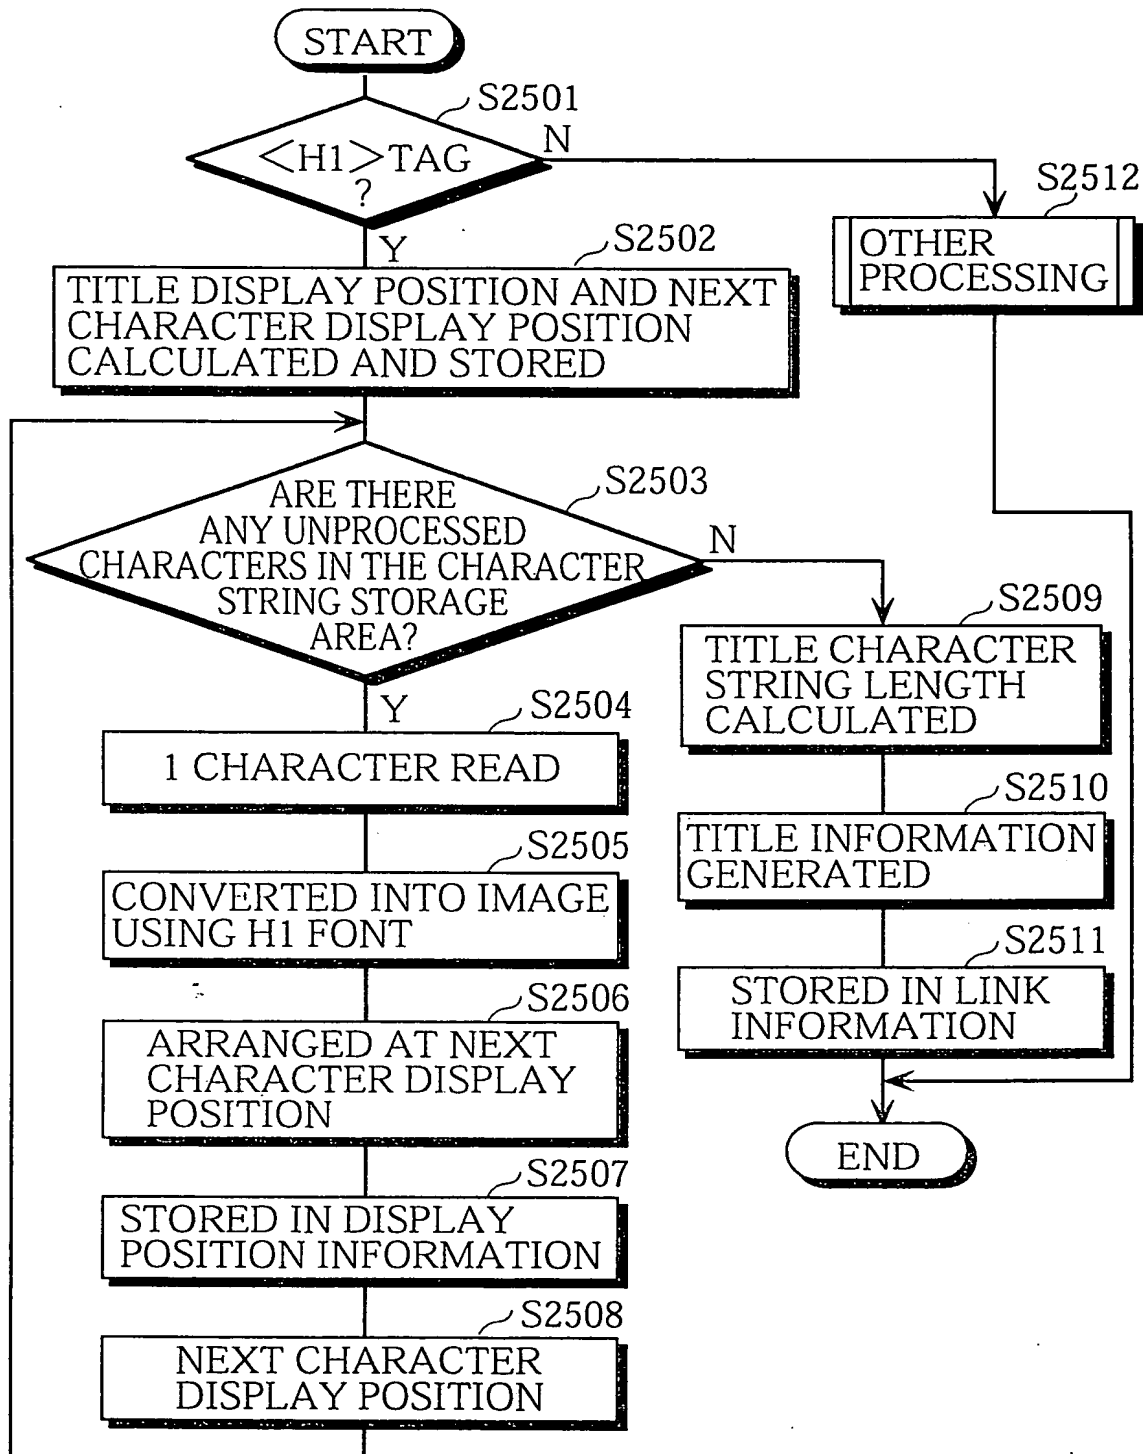 START
S2501
<H1>TAG
?
N
Y
S2512
OTHER
PROCESSING
S2502
TITLE DISPLAY POSITION AND NEXT
CHARACTER DISPLAY POSITION
CALCULATED AND STORED
S2503
ARE THERE
ANY UNPROCESSED
CHARACTERS IN THE CHARACTER
STRING STORAGE
AREA?
N
Y
S2504
1 CHARACTER READ
S2505
CONVERTED INTO IMAGE
USING H1 FONT
S2506
ARRANGED AT NEXT
CHARACTER DISPLAY
POSITION
S2507
STORED IN DISPLAY
POSITION INFORMATION
S2508
NEXT CHARACTER
DISPLAY POSITION
S2509
TITLE CHARACTER
STRING LENGTH
CALCULATED
S2510
TITLE INFORMATION
GENERATED
S2511
STORED IN LINK
INFORMATION
END